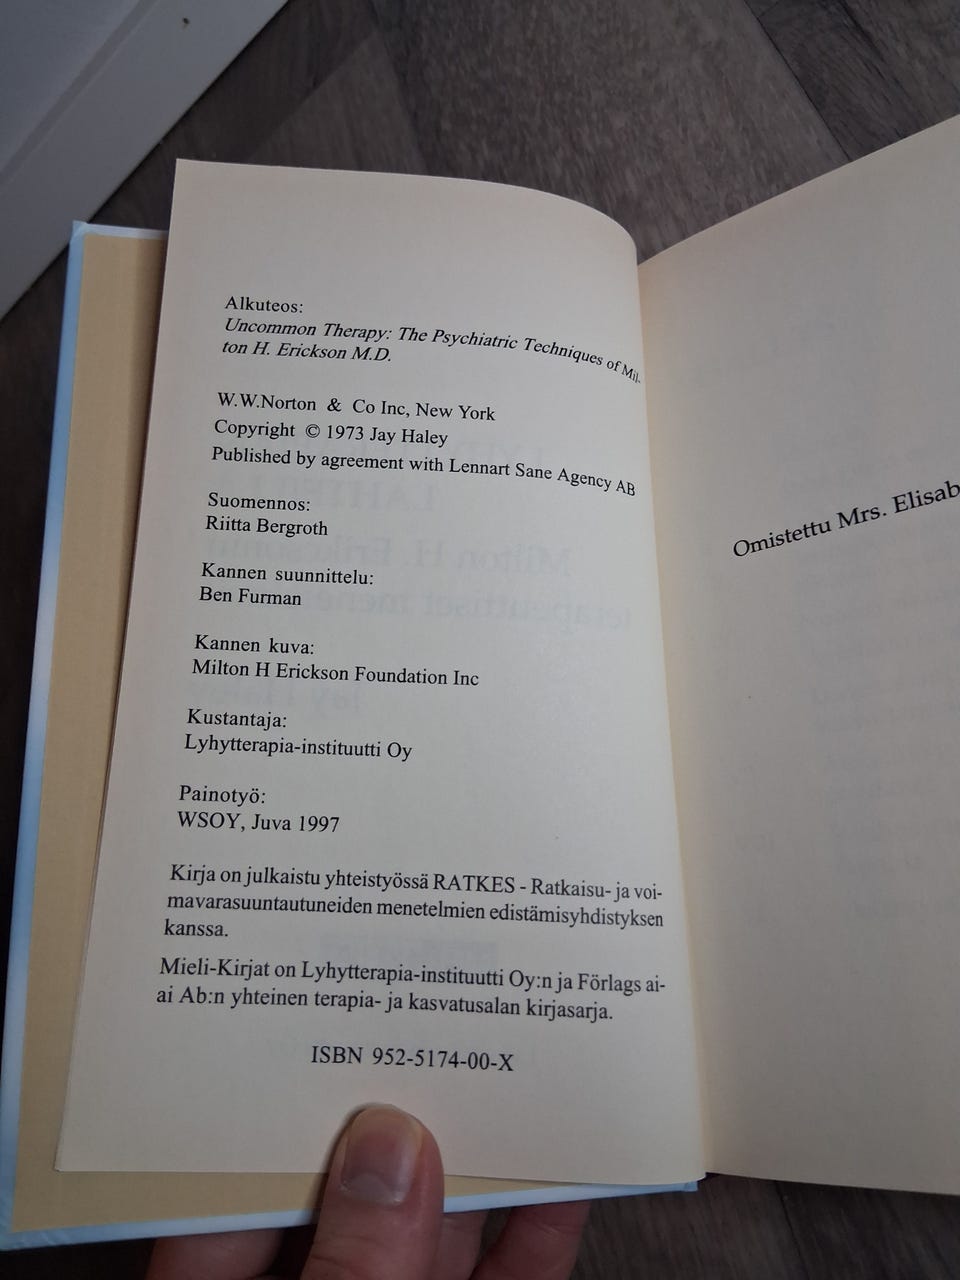 Alkuteos:
Uncommon Therapy: The Psychiatric Techniques of Mil-
ton H. Erickson M.D.
W.W.Norton & Co Inc, New York
Copyright © 1973 Jay Haley
Published by agreement with Lennart Sane Agency AB
Suomennos:
Riitta Bergroth
Kannen suunnittelu:
Ben Furman
Kannen kuva:
Milton H Erickson Foundation Inc
Kustantaja:
Lyhytterapia-instituutti Oy
Painotyö:
WSOY, Juva 1997
Kirja on julkaistu yhteistyössä RATKES - Ratkaisu- ja voi-
mavarasuuntautuneiden menetelmien edistämisyhdistyksen
kanssa.
Mieli-Kirjat on Lyhytterapia-instituutti Oy:n ja Förlags ai-
ai Ab:n yhteinen terapia- ja kasvatusalan kirjasarja.
ISBN 952-5174-00-X
Omistettu Mrs. Elisab